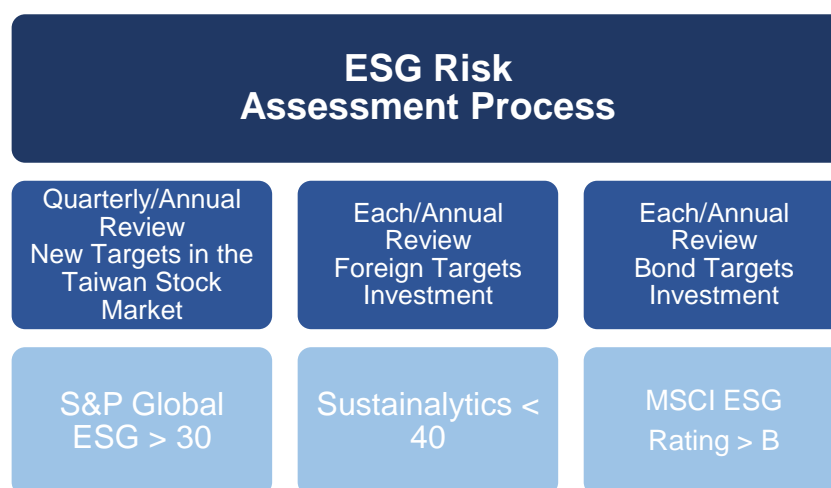 ESG Risk
Assessment Process
Quarterly/Annual
Review
New Targets in the
Taiwan Stock
Market
Each/Annual
Review
Foreign Targets
Investment
Each/Annual
Review
Bond Targets
Investment
S&P Global
ESG > 30
Sustainalytics <
40
MSCI ESG
Rating > B